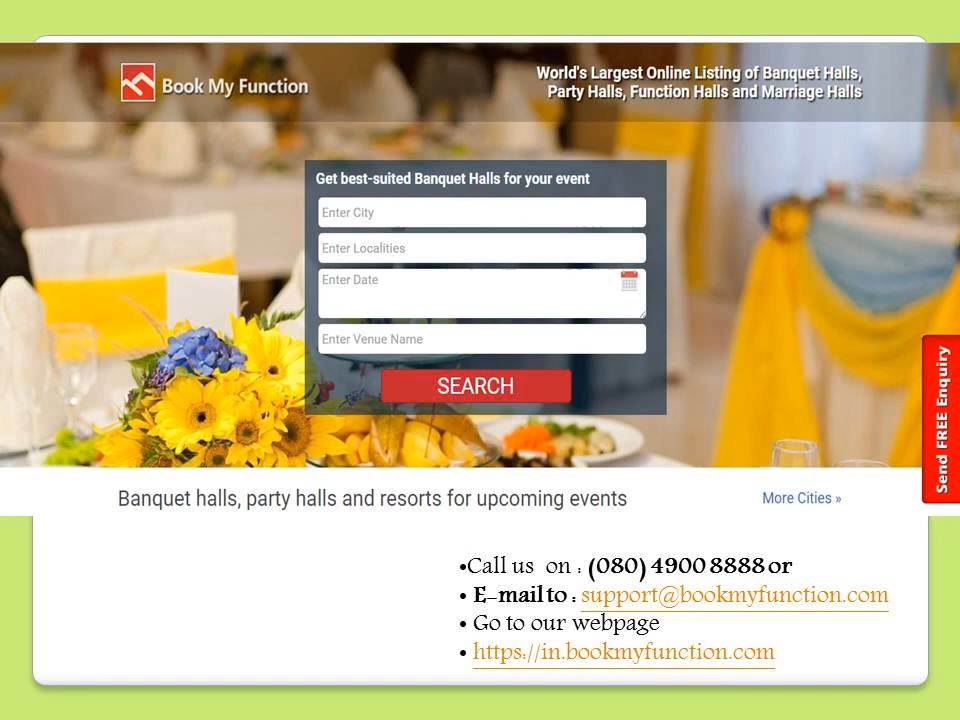 Book My Function
World's Largest Online Listing of Banquet Halls,
Party Halls, Function Halls and Marriage Halls
Get best-suited Banquet Halls for your event
Enter City
Enter Localities
Enter Date
Enter Venue Name
SEARCH
Send FREE Enquiry
Banquet halls, party halls and resorts for upcoming events
More Cities »
•Call us on : (080) 4900 8888 or
• E-mail to : support@bookmyfunction.com
• Go to our webpage
• https://in.bookmyfunction.com